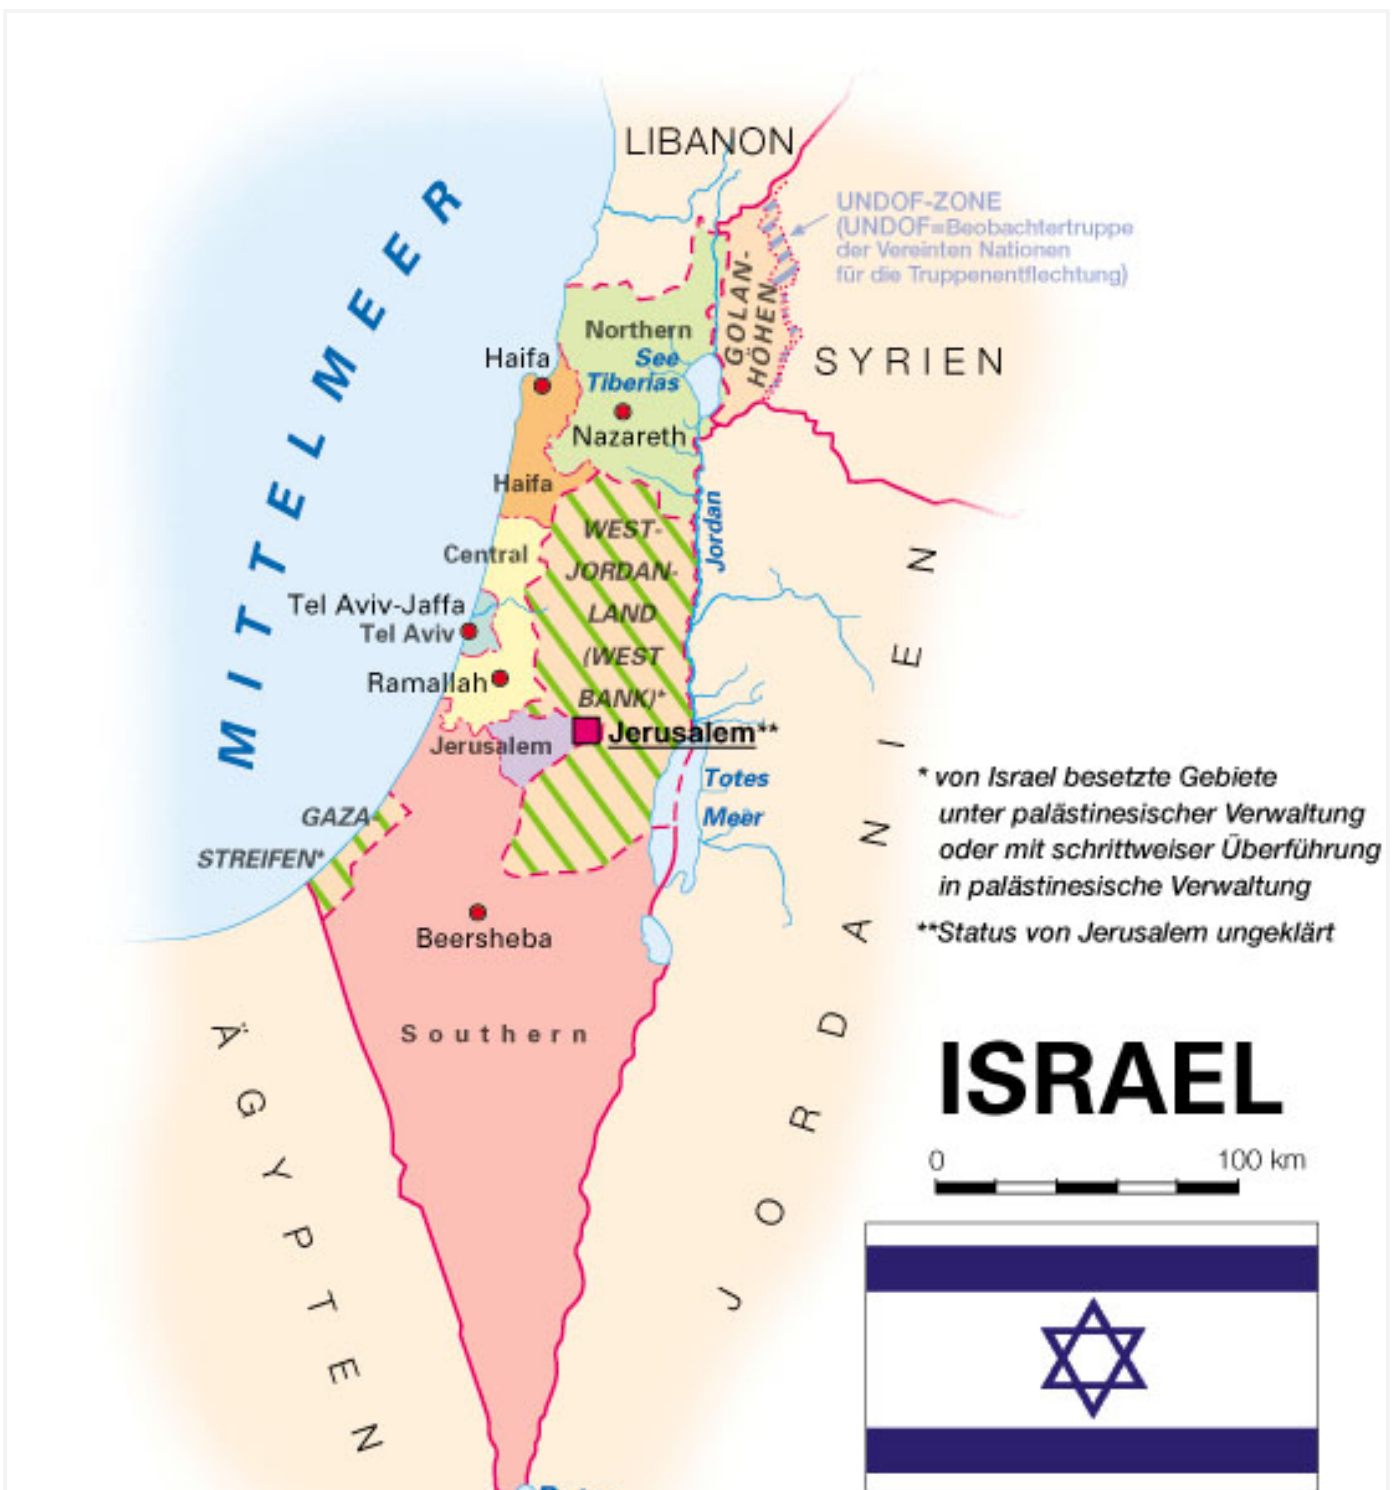 LIBANON
MITTELMEER
UNDOF-ZONE
(UNDOF=Beobachtertruppe
der Vereinten Nationen
für die Truppenentflechtung)
GOLAN-
HÖHEN
Northern
Haifa
See
Tiberias
SYRIEN
Nazareth
Haifa
Jordan
WEST-
JORDAN-
LAND
(WEST
BANK)*
Central
Tel Aviv-Jaffa
Tel Aviv
Ramallah
Jerusalem
Jerusalem**
Totes
Meer
JORDANIEN
* von Israel besetzte Gebiete
unter palästinesischer Verwaltung
oder mit schrittweiser Überführung
in palästinesische Verwaltung
**Status von Jerusalem ungeklärt
GAZA-
STREIFEN*
Beersheba
Southern
ÄGYPTEN
ISRAEL
0 100 km